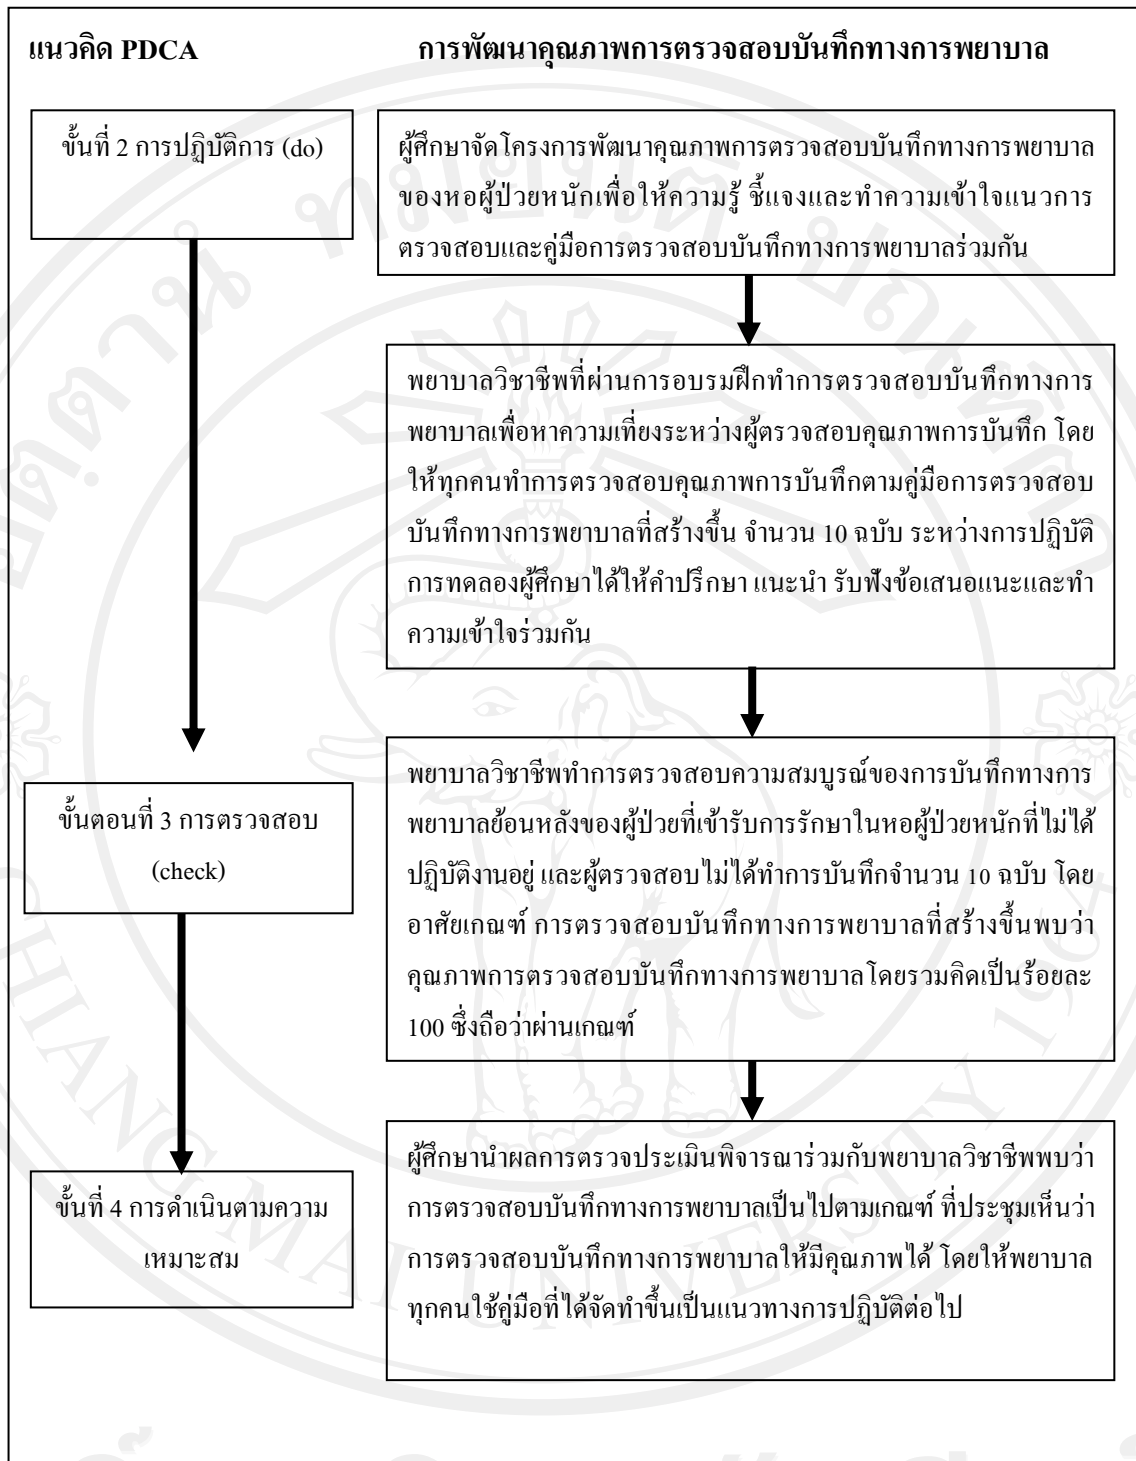 แนวคิด PDCA
การพัฒนาคุณภาพการตรวจสอบบันทึกทางการพยาบาล
ขั้นที่ 2 การปฏิบัติการ (do)
ผู้ศึกษาจัดโครงการพัฒนาคุณภาพการตรวจสอบบันทึกทางการพยาบาล
ของหอผู้ป่วยหนักเพื่อให้ความรู้ ชี้แจงและทำความเข้าใจแนวการ
ตรวจสอบและคู่มือการตรวจสอบบันทึกทางการพยาบาลร่วมกัน
พยาบาลวิชาชีพที่ผ่านการอบรมฝึกทำการตรวจสอบบันทึกทางการ
พยาบาลเพื่อหาความเที่ยงระหว่างผู้ตรวจสอบคุณภาพการบันทึก โดย
ให้ทุกคนทำการตรวจสอบคุณภาพการบันทึกตามคู่มือการตรวจสอบ
บันทึกทางการพยาบาลที่สร้างขึ้น จำนวน 10 ฉบับ ระหว่างการปฏิบัติ
การทดลองผู้ศึกษาได้ให้คำปรึกษา แนะนำ รับฟังข้อเสนอแนะและทำ
ความเข้าใจร่วมกัน
ขั้นตอนที่ 3 การตรวจสอบ
(check)
พยาบาลวิชาชีพทำการตรวจสอบความสมบูรณ์ของการบันทึกทางการ
พยาบาลย้อนหลังของผู้ป่วยที่เข้ารับการรักษาในหอผู้ป่วยหนักที่ไม่ได้
ปฏิบัติงานอยู่ และผู้ตรวจสอบไม่ได้ทำการบันทึกจำนวน 10 ฉบับ โดย
อาศัยเกณฑ์ การตรวจสอบบันทึกทางการพยาบาลที่สร้างขึ้นพบว่า
คุณภาพการตรวจสอบบันทึกทางการพยาบาลโดยรวมคิดเป็นร้อยละ
100 ซึ่งถือว่าผ่านเกณฑ์
ขั้นที่ 4 การดำเนินตามความ
เหมาะสม
ผู้ศึกษานำผลการตรวจประเมินพิจารณาร่วมกับพยาบาลวิชาชีพพบว่า
การตรวจสอบบันทึกทางการพยาบาลเป็นไปตามเกณฑ์ ที่ประชุมเห็นว่า
การตรวจสอบบันทึกทางการพยาบาลให้มีคุณภาพได้ โดยให้พยาบาล
ทุกคนใช้คู่มือที่ได้จัดทำขึ้นเป็นแนวทางการปฏิบัติต่อไป
CHIANG MAI UNIVERSITY 1964